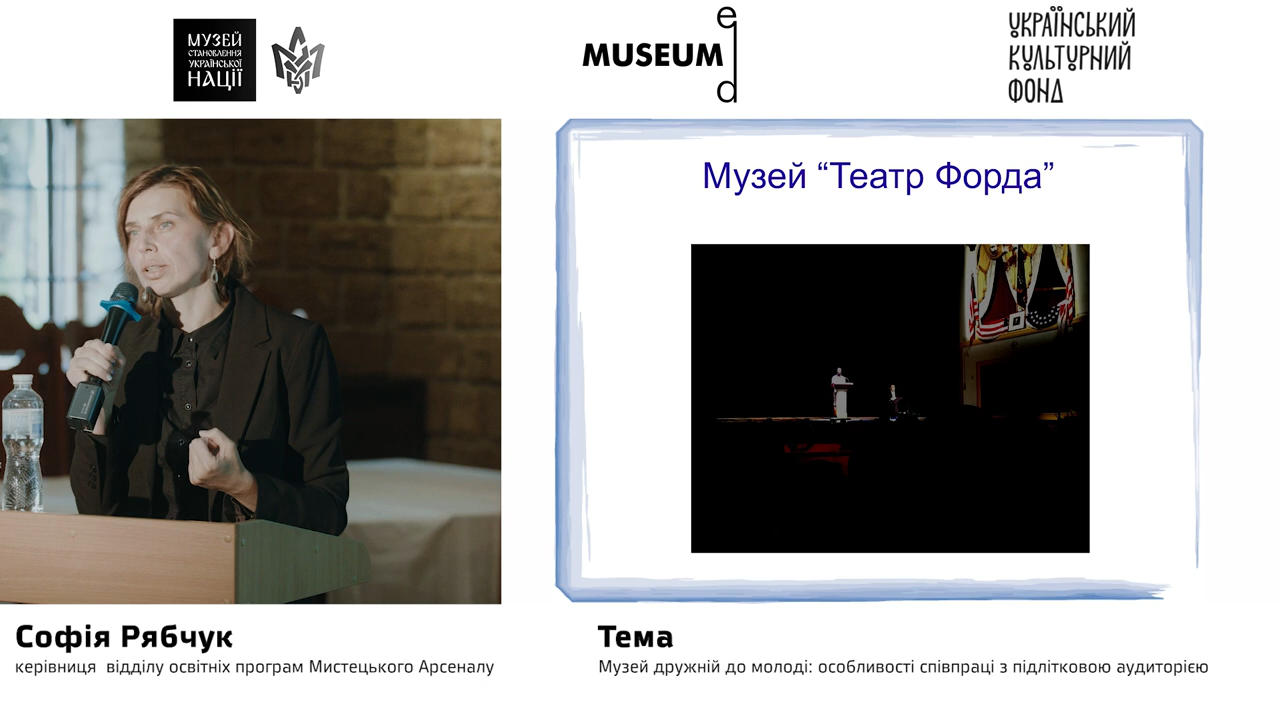 МУЗЕЙ
СТАНОВЛЕННЯ
УКРАЇНСЬКОЇ
НАЦІЇ
MUSEUM
ed
УКРАЇНСЬКИЙ
КУЛЬТУРНИЙ
ФОНД
Музей “Театр Форда”
Софія Рябчук
керівниця відділу освітніх програм Мистецького Арсеналу
Тема
Музей дружній до молоді: особливості співпраці з підлітковою аудиторією